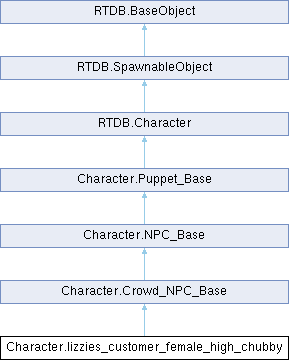 RTDB.BaseObject
RTDB.SpawnableObject
RTDB.Character
Character.Puppet_Base
Character.NPC_Base
Character.Crowd_NPC_Base
Character.lizzies_customer_female_high_chubby